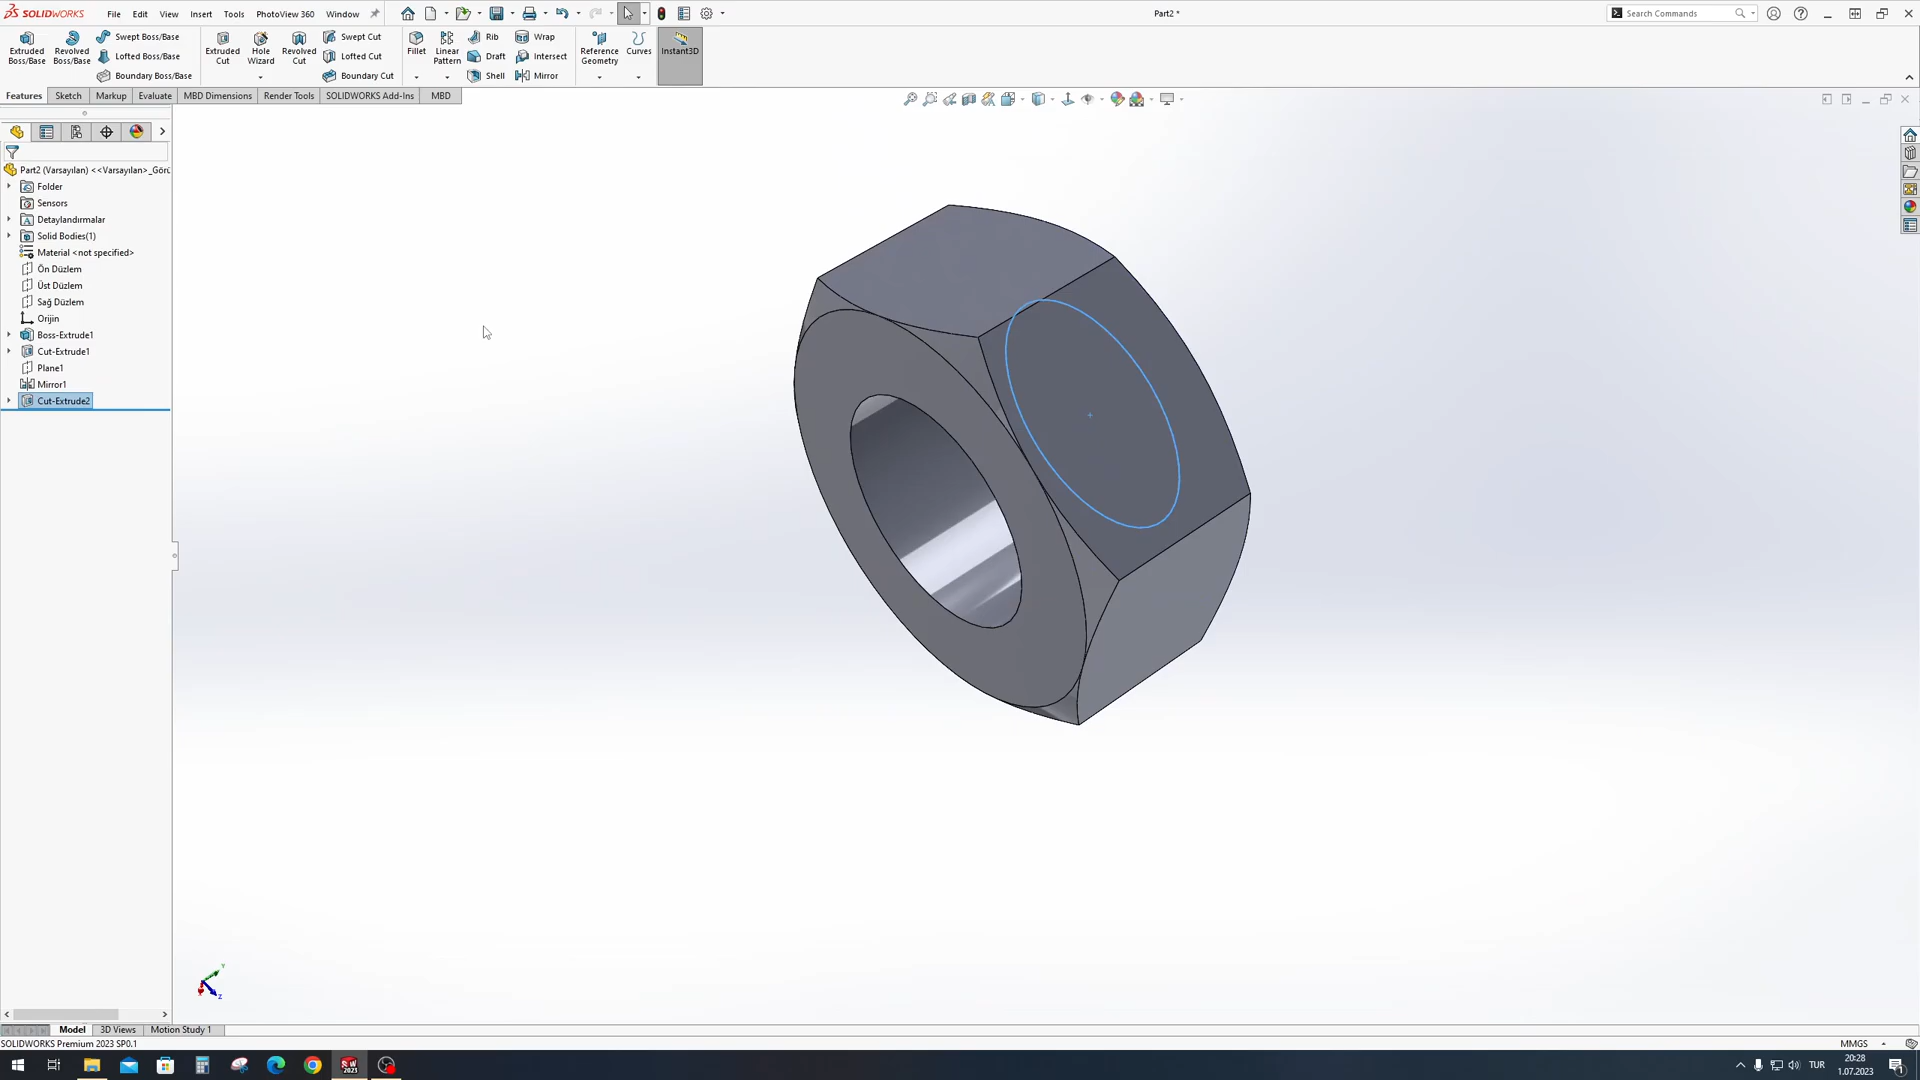 SOLIDWORKS File Edit View Insert Tools PhotoView 360 Window Part2 * Search Commands
Extruded Boss/Base
Revolved Boss/Base
Swept Boss/Base
Lofted Boss/Base
Boundary Boss/Base
Extruded Cut
Hole Wizard
Revolved Cut
Swept Cut
Lofted Cut
Boundary Cut
Fillet
Linear Pattern
Rib
Draft
Shell
Wrap
Intersect
Mirror
Reference Geometry
Curves
Instant3D
Features Sketch Markup Evaluate MBD Dimensions Render Tools SOLIDWORKS Add-Ins MBD
Part2 (Varsayılan) <<Varsayılan>_Görü
Folder
Sensors
Detaylandırmalar
Solid Bodies(1)
Material <not specified>
Ön Düzlem
Üst Düzlem
Sağ Düzlem
Orijin
Boss-Extrude1
Cut-Extrude1
Plane1
Mirror1
Cut-Extrude2
Y
Z
Model 3D Views Motion Study 1
SOLIDWORKS Premium 2023 SP0.1 MMGS
TUR
20:28
1.07.2023